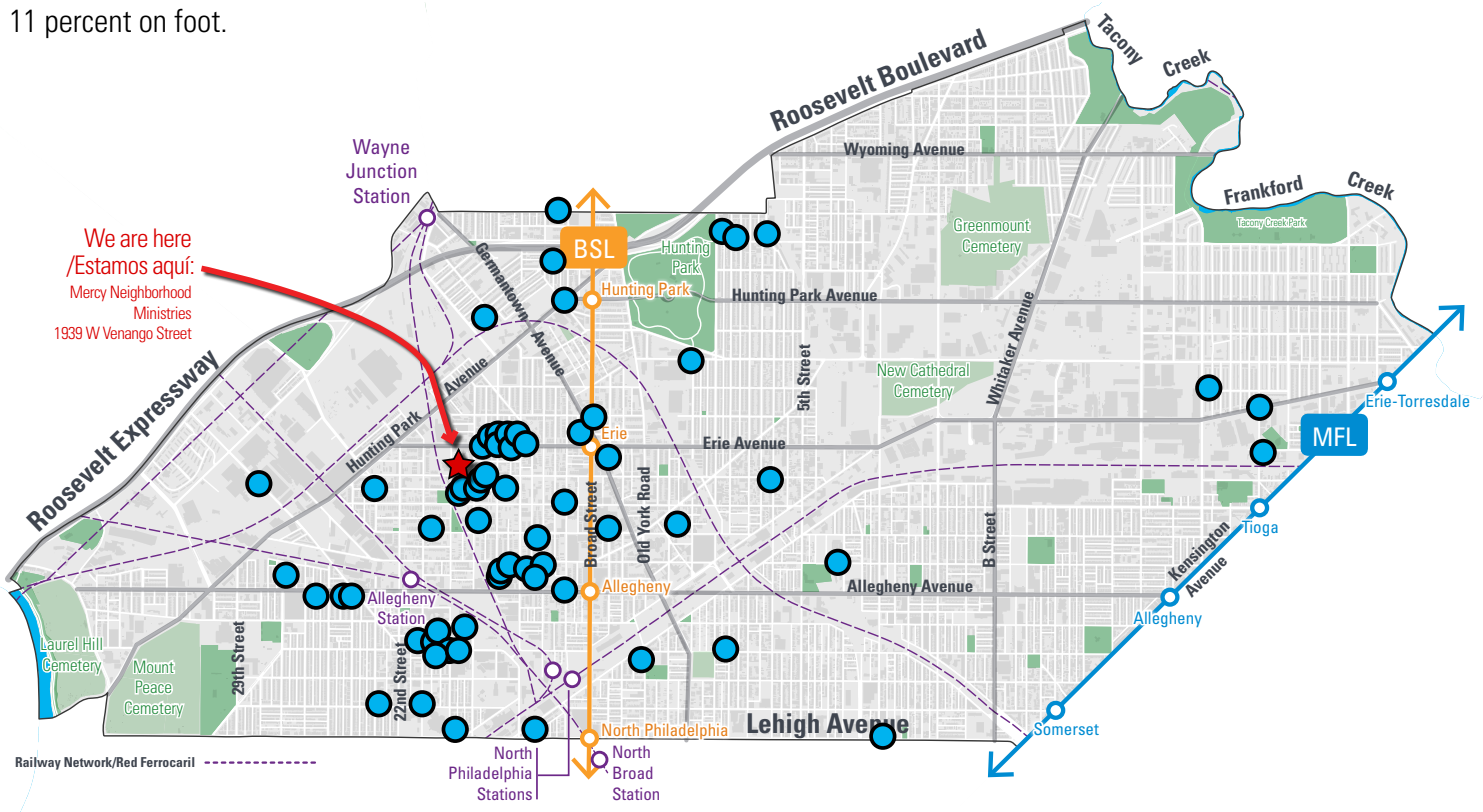 11 percent on foot.
Tacony
Creek
Roosevelt Boulevard
Wyoming Avenue
Wayne
Junction
Station
Frankford
Creek
Tacony Creek Park
Greenmount
Cemetery
We are here
/Estamos aquí:
Mercy Neighborhood
Ministries
1939 W Venango Street
BSL
Hunting
Park
Germantown Avenue
Hunting Park
Hunting Park Avenue
Whitaker Avenue
5th Street
New Cathedral
Cemetery
Erie-Torresdale
MFL
Roosevelt Expressway
Hunting Park Avenue
Erie
Erie Avenue
Broad Street
Old York Road
B Street
Tioga
Kensington
Avenue
Allegheny
Station
Allegheny
Allegheny Avenue
Allegheny
Laurel Hill
Cemetery
Mount
Peace
Cemetery
29th Street
22nd Street
North Philadelphia
Lehigh Avenue
Somerset
Railway Network/Red Ferrocaril
North
Philadelphia
Stations
North
Broad
Station